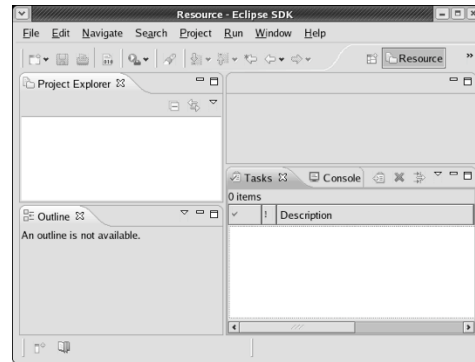 Resource - Eclipse SDK
File Edit Navigate Search Project Run Window Help
Resource »
Project Explorer
Tasks Console
0 items
! Description
Outline
An outline is not available.